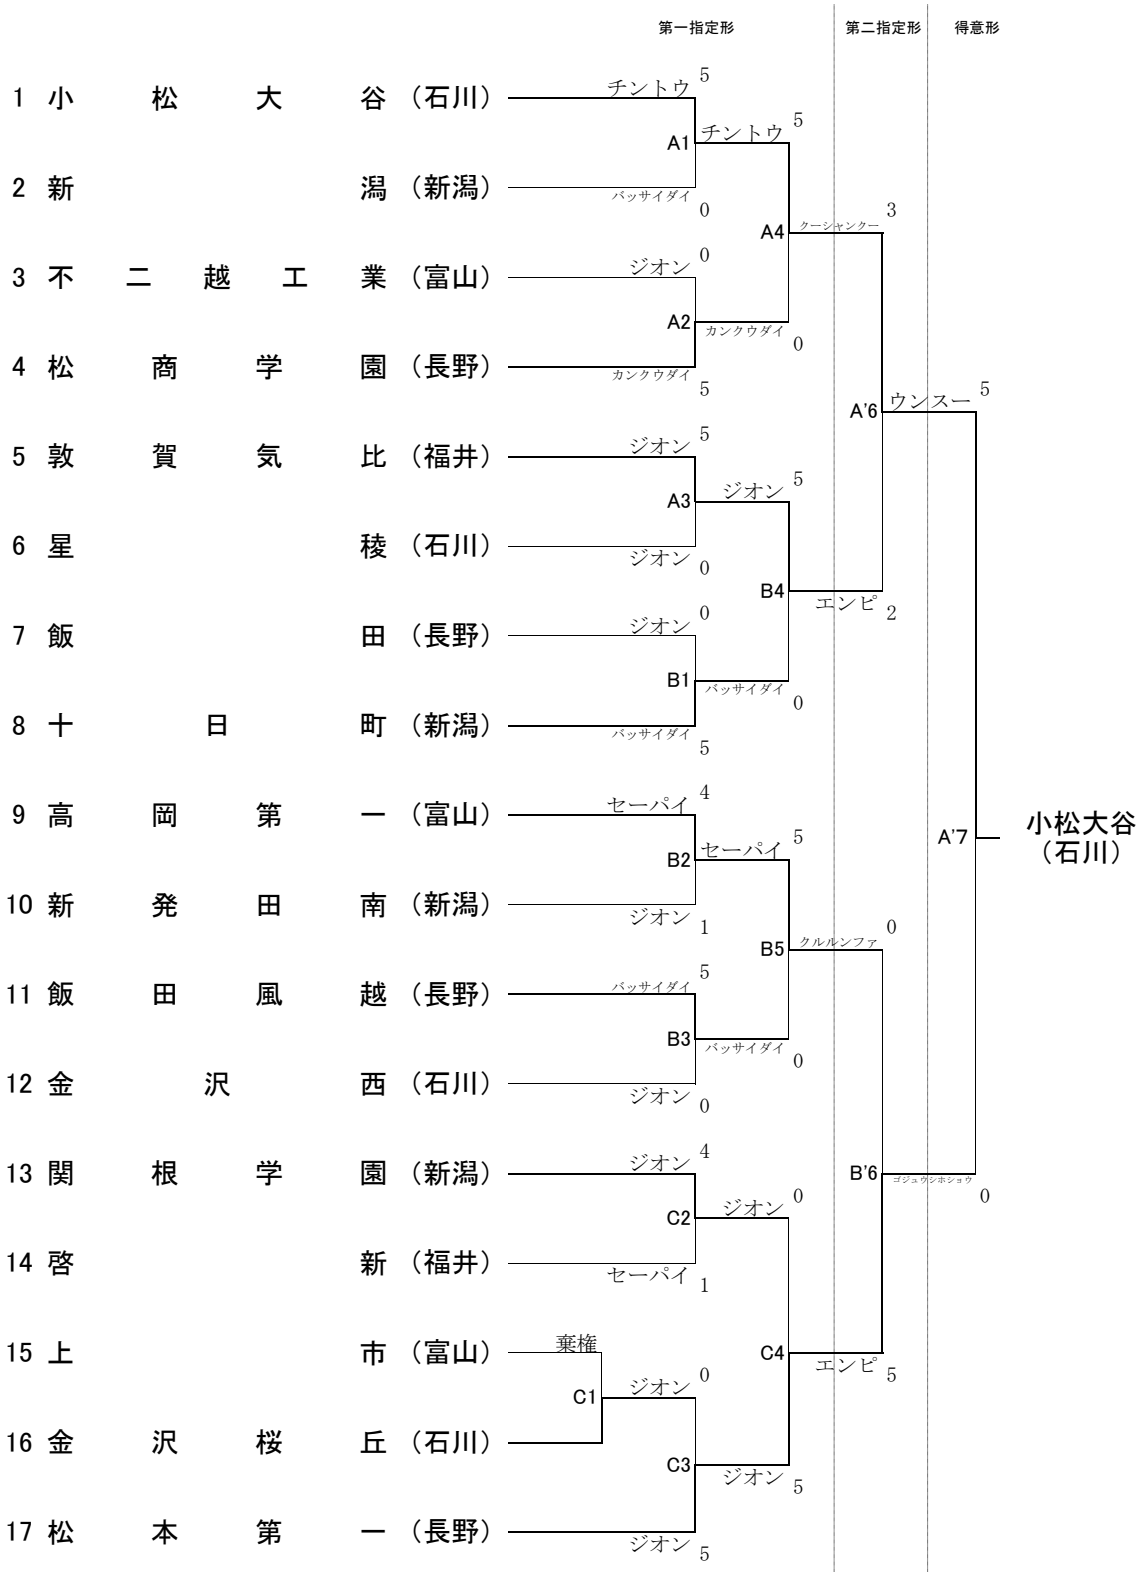 第一指定形 第二指定形 得意形
5
1 小松大谷 （石川） チントウ
5
A1 チントウ
2 新潟 （新潟） バッサイダイ
0
3
A4 クーシャンクー
0
3 不二越工業 （富山） ジオン
A2 カンクウダイ
0
4 松商学園 （長野） カンクウダイ
5
5
A'6 ウンスー
5
5 敦賀気比 （福井） ジオン
5
A3 ジオン
6 星稜 （石川） ジオン
0
B4 エンピ 2
0
7 飯田 （長野） ジオン
B1 バッサイダイ
0
8 十日町 （新潟） バッサイダイ
5
4
9 高岡第一 （富山） セーパイ
5
B2 セーパイ
A'7 小松大谷
（石川）
10 新発田南 （新潟） ジオン
1
0
B5 クルルンファ
5
11 飯田風越 （長野） バッサイダイ
B3 バッサイダイ
0
12 金沢西 （石川） ジオン
0
4
13 関根学園 （新潟） ジオン
B'6 ゴジュウシホショウ
0
0
C2 ジオン
14 啓新 （福井） セーパイ
1
15 上市 （富山） 棄権
C4 エンピ 5
0
C1 ジオン
16 金沢桜丘 （石川）
C3 ジオン
5
17 松本第一 （長野） ジオン
5